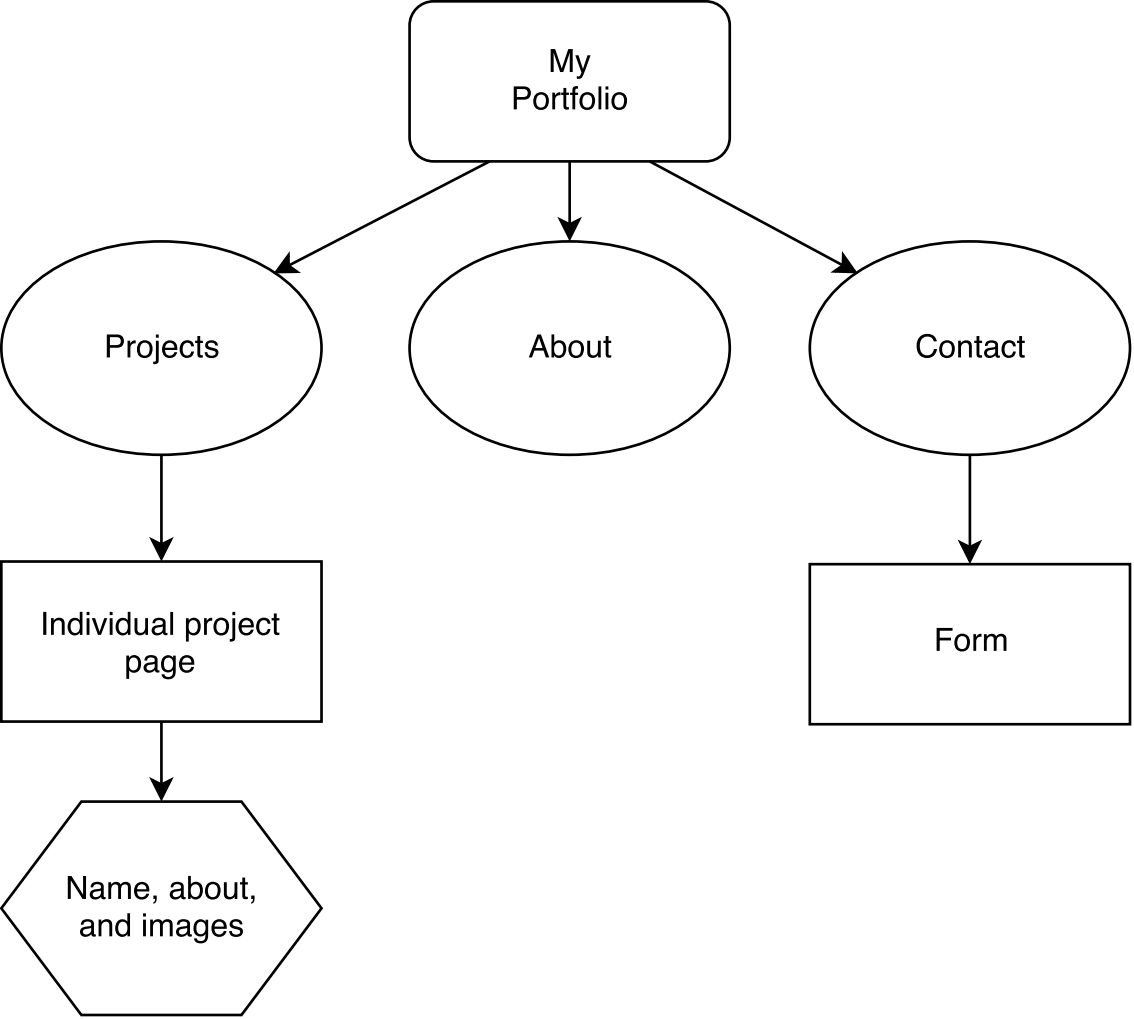 My
Portfolio
Projects
About
Contact
Individual project
page
Form
Name, about,
and images